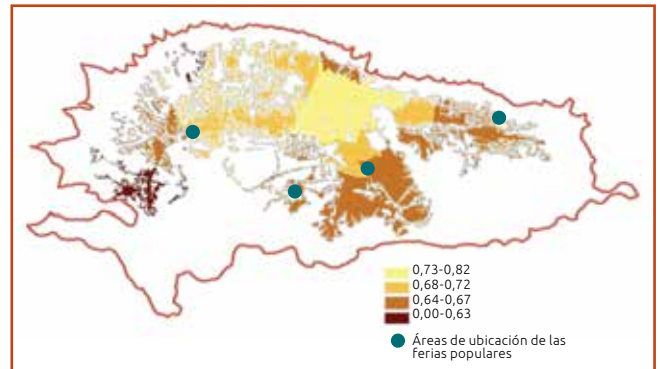 0,73-0,82
0,68-0,72
0,64-0,67
0,00-0,63
Áreas de ubicación de las
ferias populares